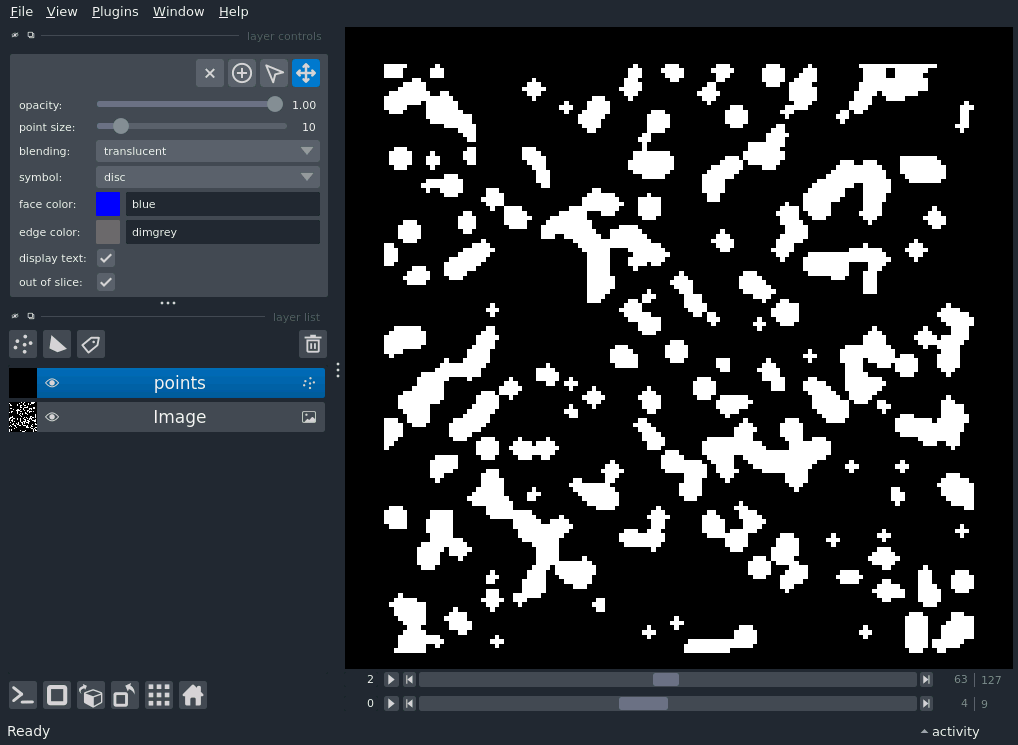 File View Plugins Window Help
layer controls
opacity: 1.00
point size: 10
blending: translucent
symbol: disc
face color: blue
edge color: dimgrey
display text:
out of slice:
layer list
points
Image
2 63 127
0 4 9
Ready activity